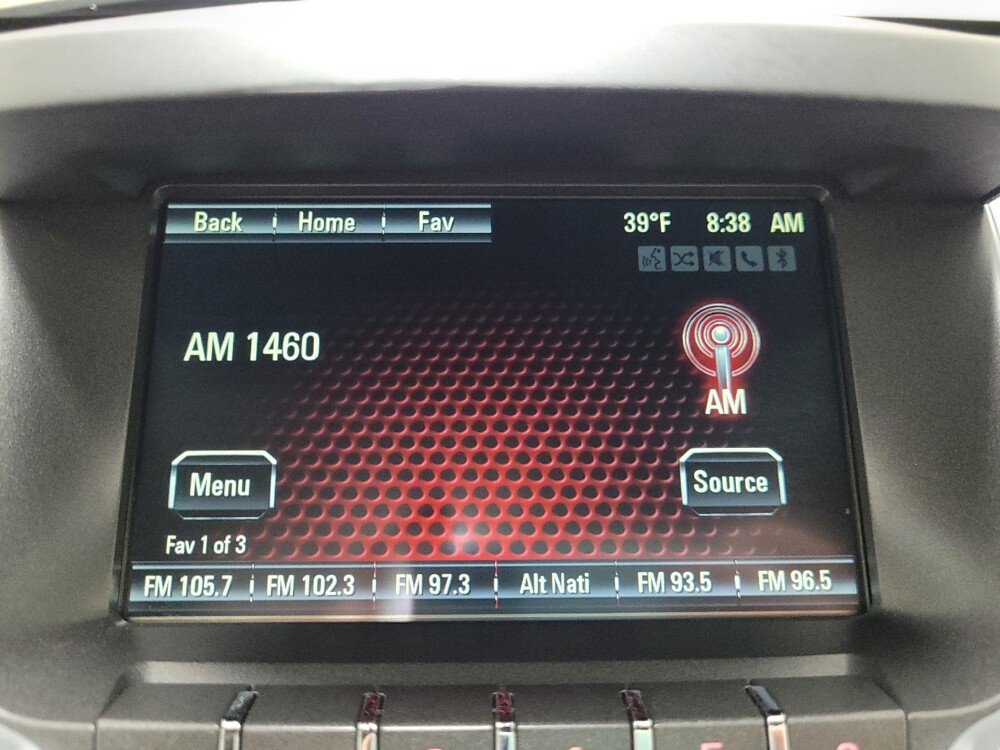 Back Home Fav 39°F 8:38 AM
AM 1460
AM
Menu Source
Fav 1 of 3
FM 105.7 FM 102.3 FM 97.3 Alt Nati FM 93.5 FM 96.5